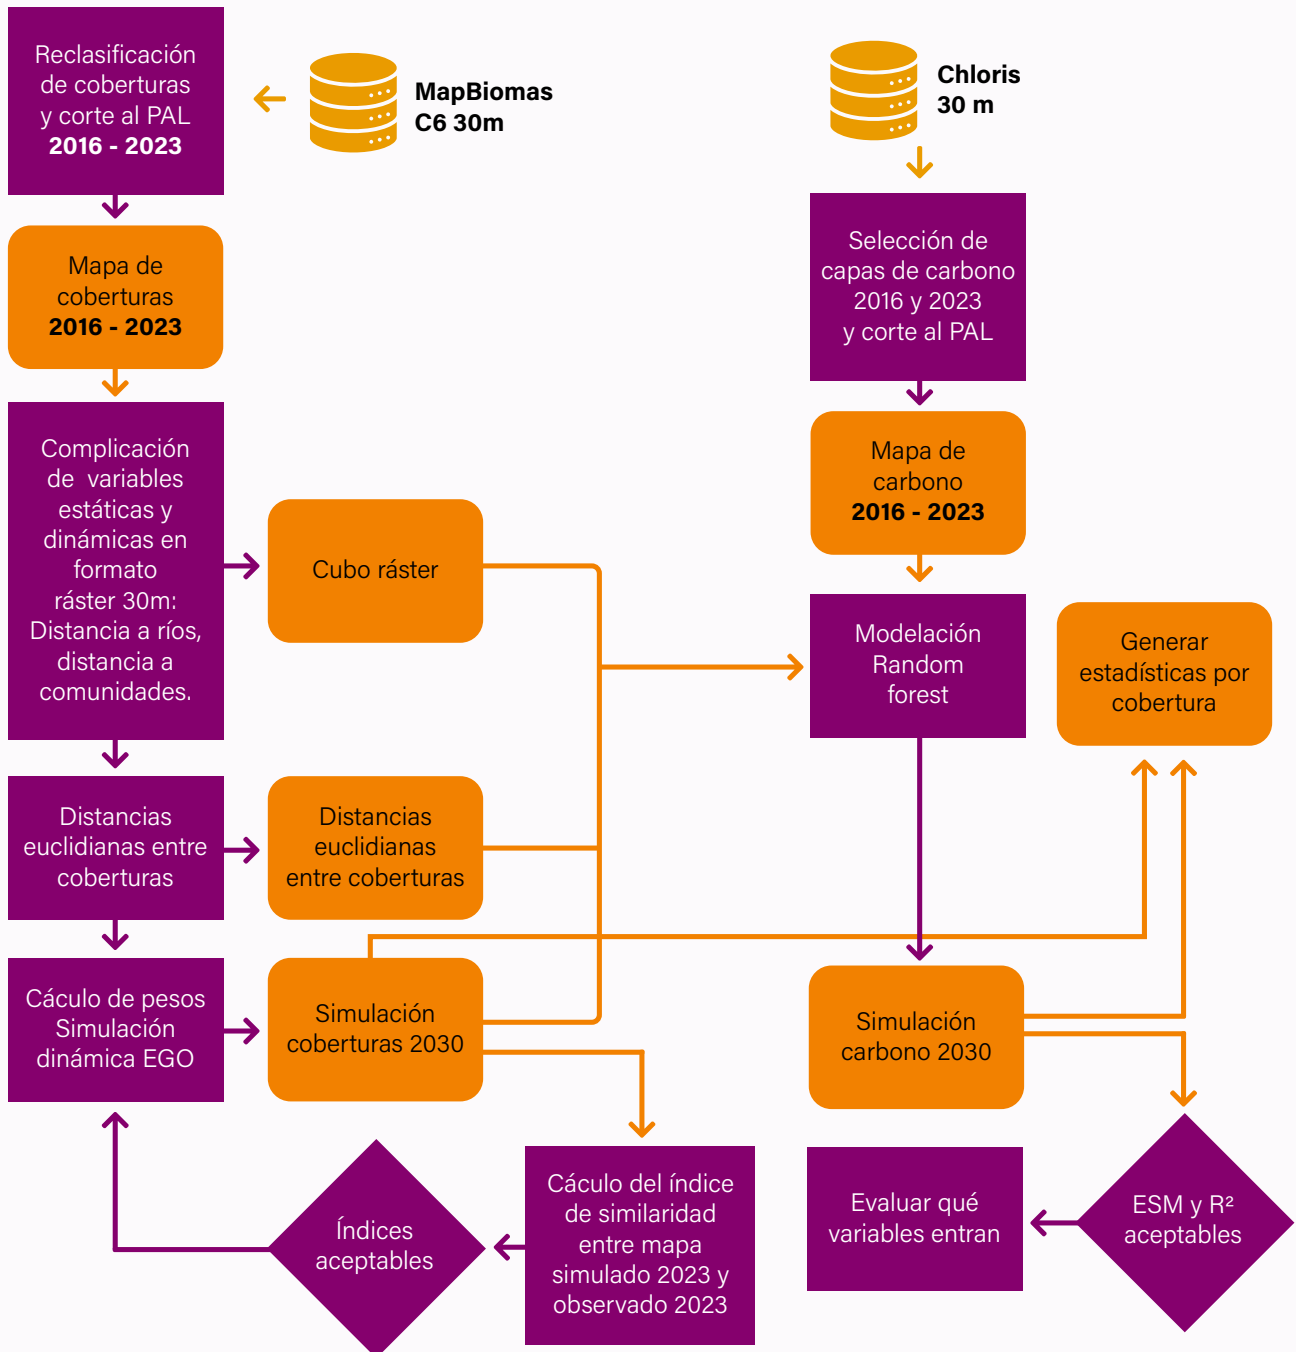 Reclasificación
de coberturas
y corte al PAL
2016 - 2023
MapBiomas
C6 30m
Chloris
30 m
Mapa de
coberturas
2016 - 2023
Selección de
capas de carbono
2016 y 2023
y corte al PAL
Complicación
de variables
estáticas y
dinámicas en
formato
ráster 30m:
Distancia a ríos,
distancia a
comunidades.
Cubo ráster
Mapa de
carbono
2016 - 2023
Modelación
Random
forest
Generar
estadísticas por
cobertura
Distancias
euclidianas entre
coberturas
Distancias
euclidianas
entre coberturas
Cáculo de pesos
Simulación
dinámica EGO
Simulación
coberturas 2030
Simulación
carbono 2030
Índices
aceptables
Cáculo del índice
de similaridad
entre mapa
simulado 2023 y
observado 2023
Evaluar qué
variables entran
ESM y R²
aceptables